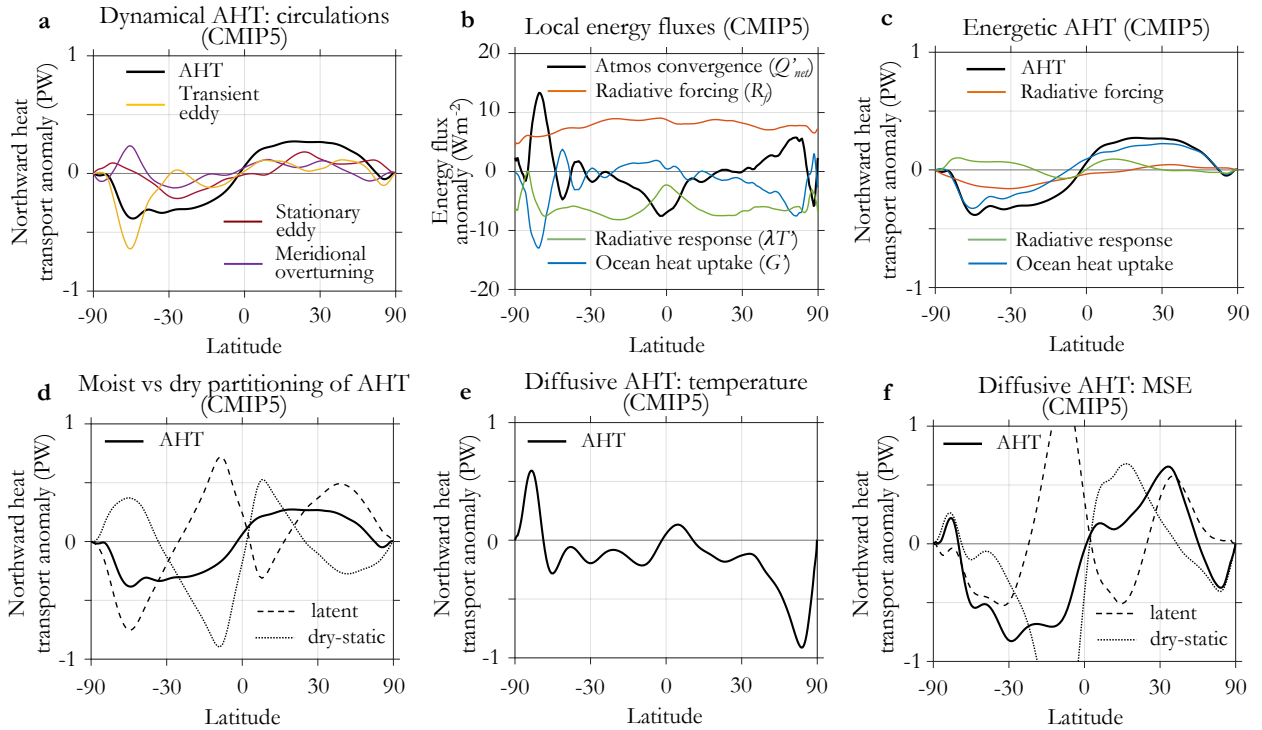 a
Dynamical AHT: circulations
(CMIP5)
Northward heat
transport anomaly (PW)
1
0
-1
AHT
Transient
eddy
Stationary
eddy
Meridional
overturning
-90
-30
0
30
90
Latitude
b
Local energy fluxes (CMIP5)
Energy flux
anomaly (Wm-2)
20
10
0
-10
-20
Atmos convergence (Q'net)
Radiative forcing (Rf)
Radiative response (λT')
Ocean heat uptake (G')
-90
-30
0
30
90
Latitude
c
Energetic AHT (CMIP5)
Northward heat
transport anomaly (PW)
1
0
-1
AHT
Radiative forcing
Radiative response
Ocean heat uptake
-90
-30
0
30
90
Latitude
d
Moist vs dry partitioning of AHT
(CMIP5)
Northward heat
transport anomaly (PW)
1
0
-1
AHT
latent
dry-static
-90
-30
0
30
90
Latitude
e
Diffusive AHT: temperature
(CMIP5)
Northward heat
transport anomaly (PW)
1
0
-1
AHT
-90
-30
0
30
90
Latitude
f
Diffusive AHT: MSE
(CMIP5)
Northward heat
transport anomaly (PW)
1
0
-1
AHT
latent
dry-static
-90
-30
0
30
90
Latitude